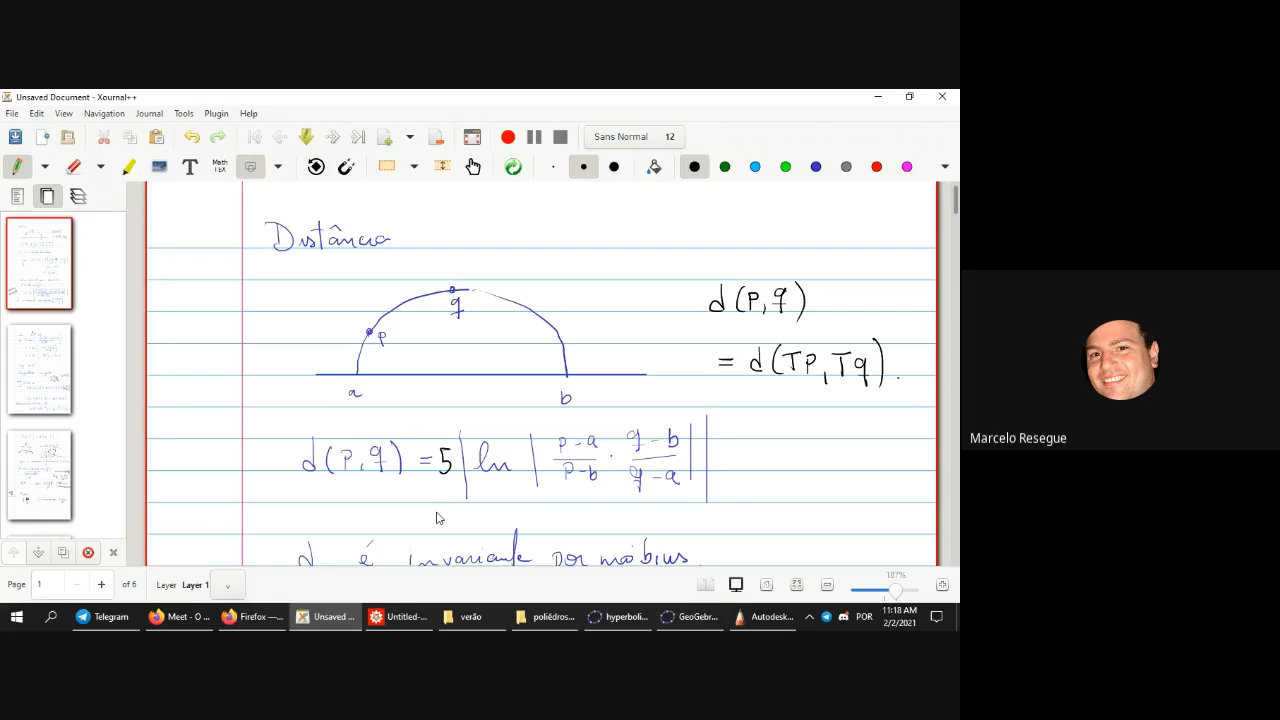 Unsaved Document - Xournal++
File Edit View Navigation Journal Tools Plugin Help
Sans Normal 12
T Math TEX
Distância
q
p
a b
d(p,q)
= d(Tp,Tq).
d(p,q) = 5 | ln | p-a / p-b · q-b / q-a | |
d é invariante por möbius.
Page 1 of 6 Layer Layer 1 187%
Telegram Meet - O ... Firefox —... Unsaved ... Untitled-... verão poliédros... hyperboli... GeoGebr... Autodesk... POR 11:18 AM
2/2/2021
Marcelo Resegue